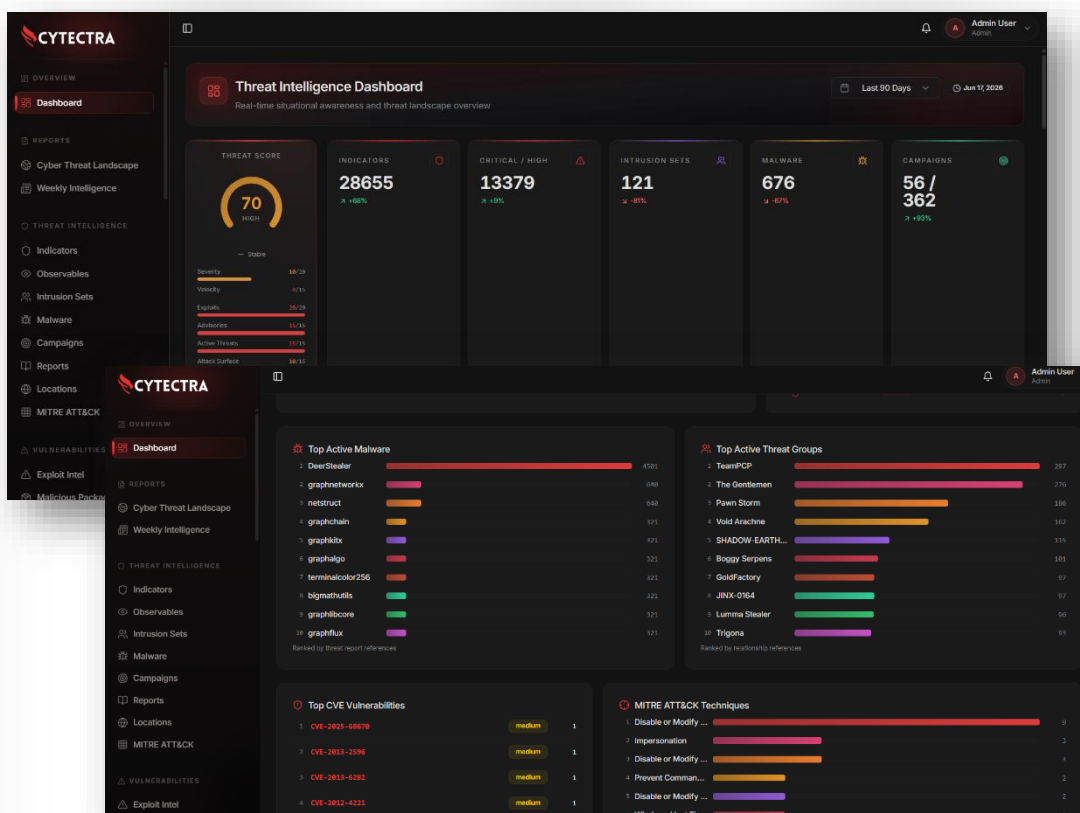 CYTECTRA
Admin User
Admin
OVERVIEW
Dashboard
REPORTS
Cyber Threat Landscape
Weekly Intelligence
THREAT INTELLIGENCE
Indicators
Observables
Intrusion Sets
Malware
Campaigns
Reports
Locations
MITRE ATT&CK
VULNERABILITIES
Exploit Intel
Malicious Packa
Threat Intelligence Dashboard
Real-time situational awareness and threat landscape overview
Last 90 Days
Jun 17, 2026
THREAT SCORE
70
HIGH
Stable
Severity 10/20
Velocity /15
Exploits 20/20
Advisories 15/15
Active Threats 15/15
Attack Surface 10/15
INDICATORS
28655
+68%
CRITICAL / HIGH
13379
+9%
INTRUSION SETS
121
-81%
MALWARE
676
-67%
CAMPAIGNS
56 /
362
+93%
CYTECTRA
Admin User
Admin
OVERVIEW
Dashboard
REPORTS
Cyber Threat Landscape
Weekly Intelligence
THREAT INTELLIGENCE
Indicators
Observables
Intrusion Sets
Malware
Campaigns
Reports
Locations
MITRE ATT&CK
VULNERABILITIES
Exploit Intel
Top Active Malware
1 DeerStealer 4501
2 graphnetworkx 640
3 netstruct 640
4 graphchain 321
5 graphkitx 321
6 graphalgo 321
7 terminalcolor256 321
8 bigmathutils 321
9 graphlibcore 321
10 graphflux 321
Ranked by threat report references
Top Active Threat Groups
1 TeamPCP 297
2 The Gentlemen 276
3 Pawn Storm 186
4 Void Arachne 162
5 SHADOW-EARTH... 115
6 Boggy Serpens 101
7 GoldFactory 97
8 JINX-0164 97
9 Lumma Stealer 96
10 Trigona 93
Ranked by relationship references
Top CVE Vulnerabilities
1 CVE-2025-68670 medium 1
2 CVE-2013-2596 medium 1
3 CVE-2013-6282 medium 1
4 CVE-2012-4221 medium 1
MITRE ATT&CK Techniques
1 Disable or Modify ... 9
2 Impersonation 3
3 Disable or Modify ... 3
4 Prevent Comman... 2
5 Disable or Modify ... 2